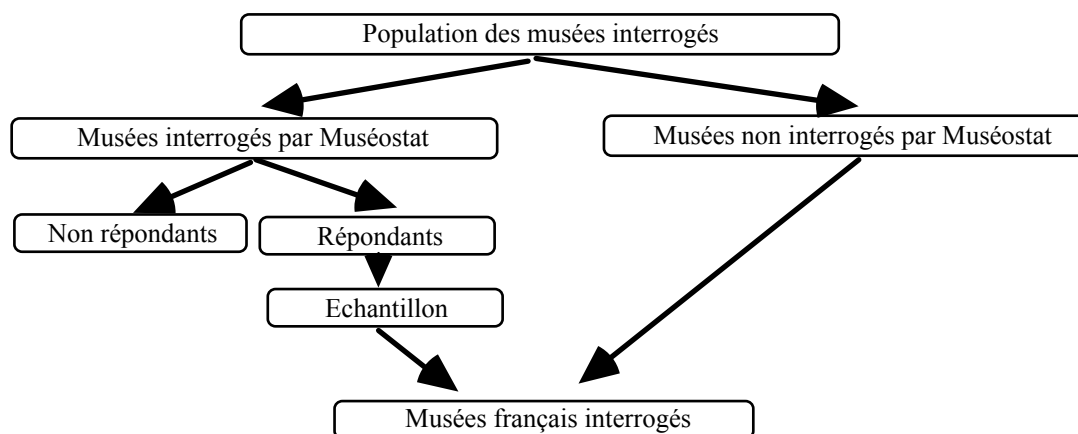 Population des musées interrogés
Musées interrogés par Muséostat
Musées non interrogés par Muséostat
Non répondants
Répondants
Echantillon
Musées français interrogés